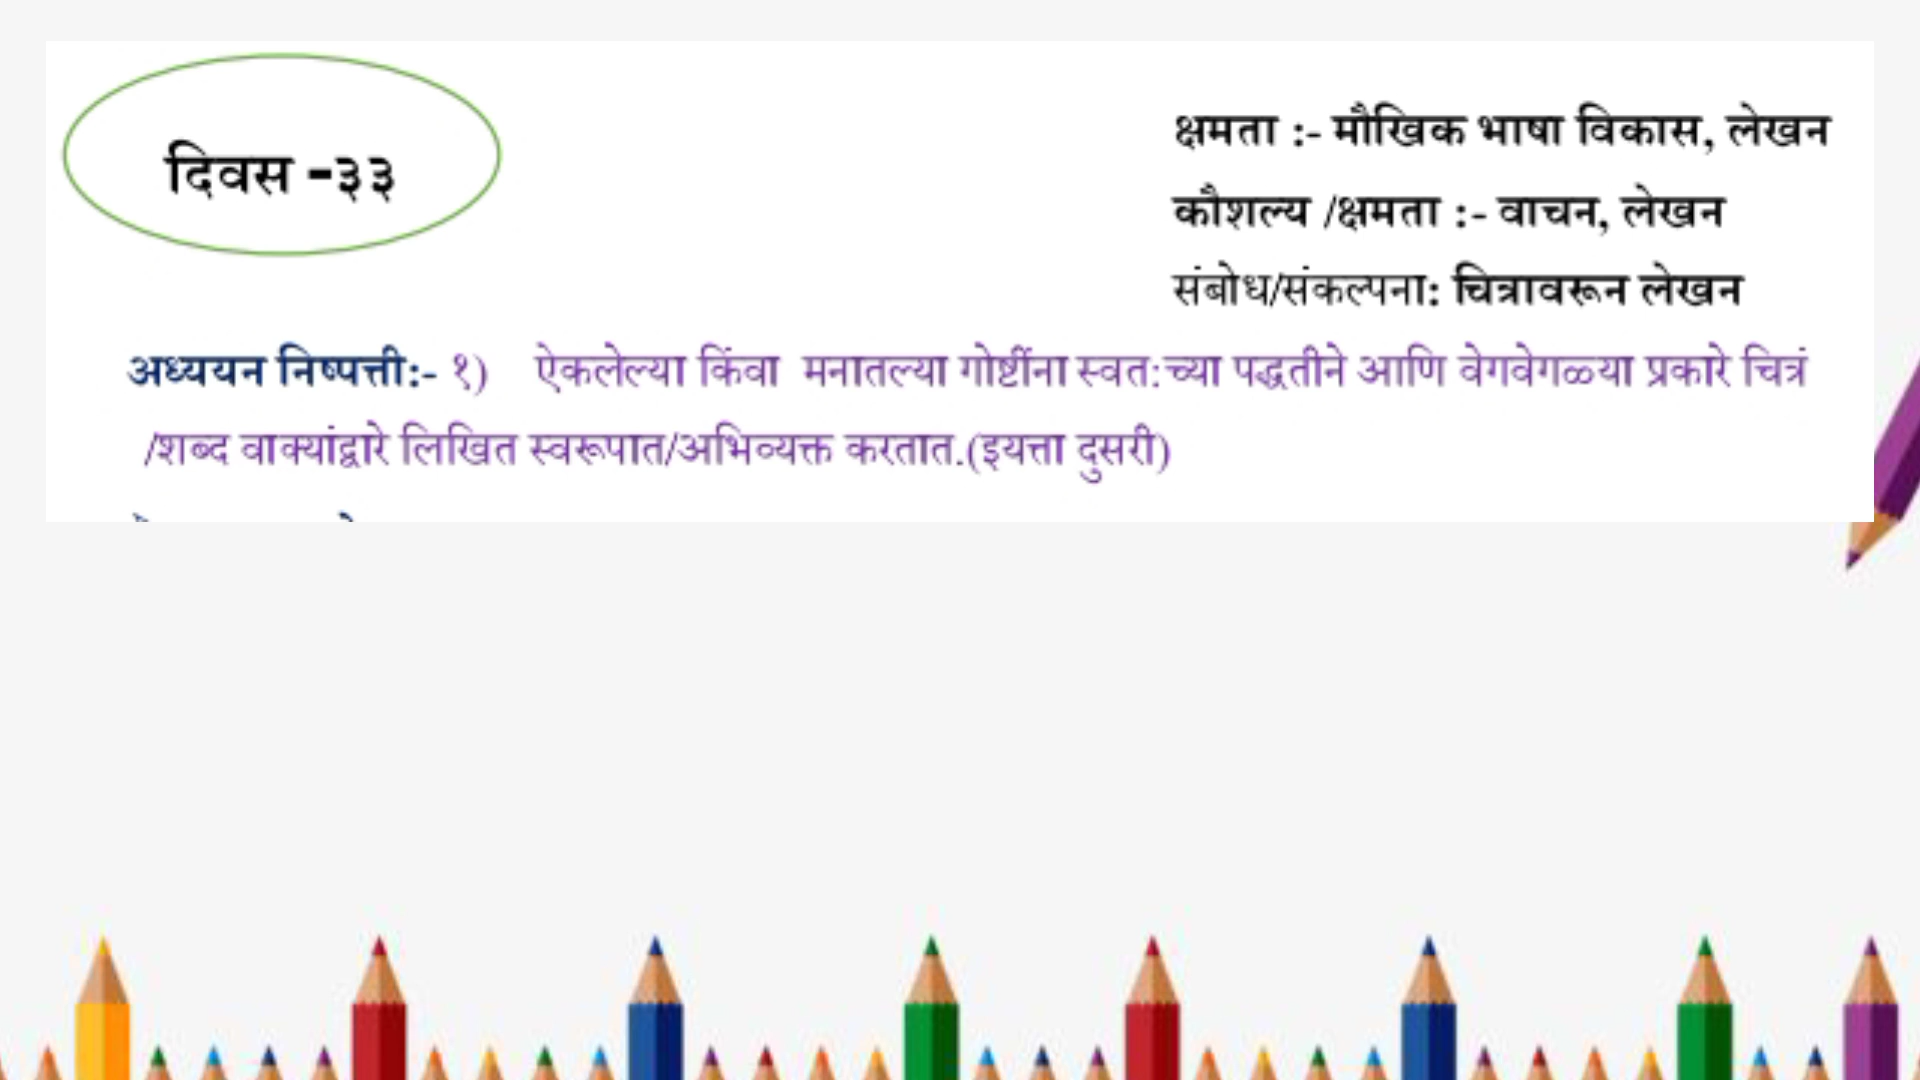 दिवस -३३
क्षमता :- मौखिक भाषा विकास, लेखन
कौशल्य /क्षमता :- वाचन, लेखन
संबोध/संकल्पना: चित्रावरून लेखन
अध्ययन निष्पत्ती:- १) ऐकलेल्या किंवा मनातल्या गोष्टींना स्वत:च्या पद्धतीने आणि वेगवेगळ्या प्रकारे चित्रं
/शब्द वाक्यांद्वारे लिखित स्वरूपात/अभिव्यक्त करतात.(इयत्ता दुसरी)